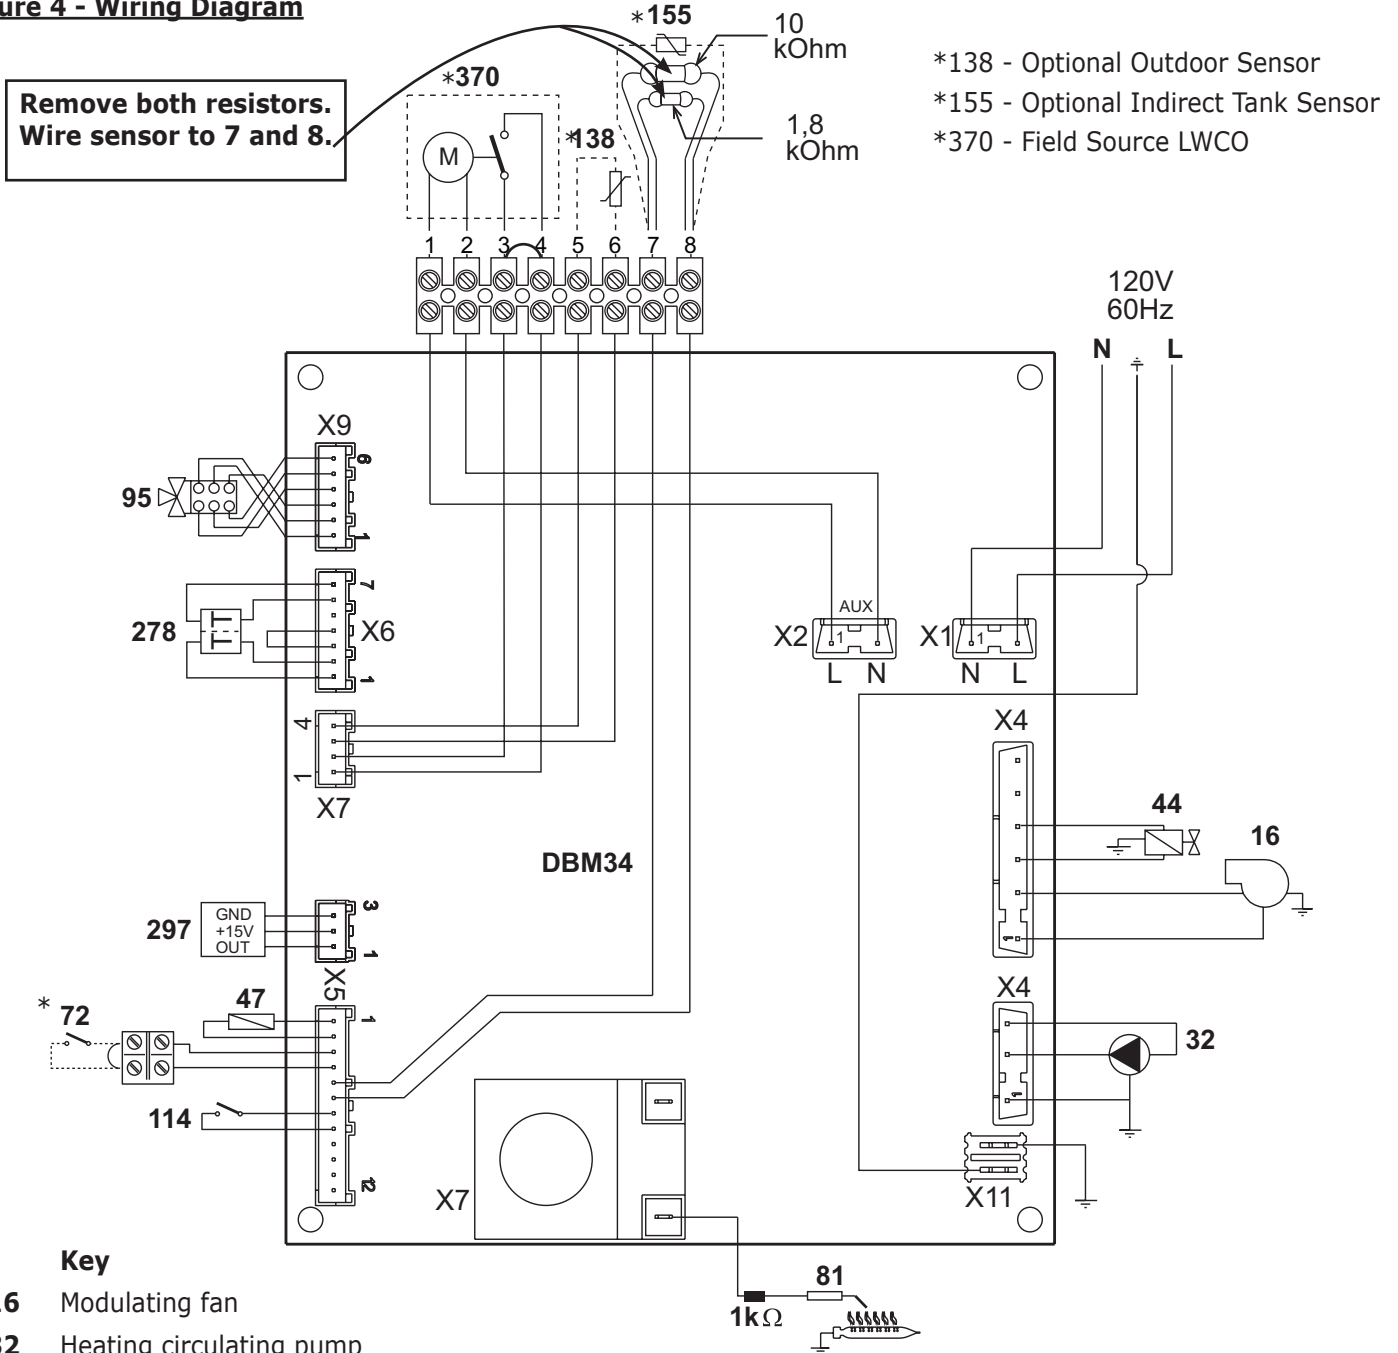 ure 4 - Wiring Diagram
Remove both resistors.
Wire sensor to 7 and 8.
*370
M
*138
*155
10
kOhm
1,8
kOhm
*138 - Optional Outdoor Sensor
*155 - Optional Indirect Tank Sensor
*370 - Field Source LWCO
1 2 3 4 5 6 7 8
120V
60Hz
N L
X9
6
1
95
7
278
TT
TT
X6
1
AUX
X2
1
L N
X1
1
N L
4
1
X7
X4
44
16
1
DBM34
297
GND
+15V
OUT
3
1
X5
47
1
* 72
114
12
X4
32
1
X7
X11
81
1kΩ
Key
16 Modulating fan
32 Heating circulating pump